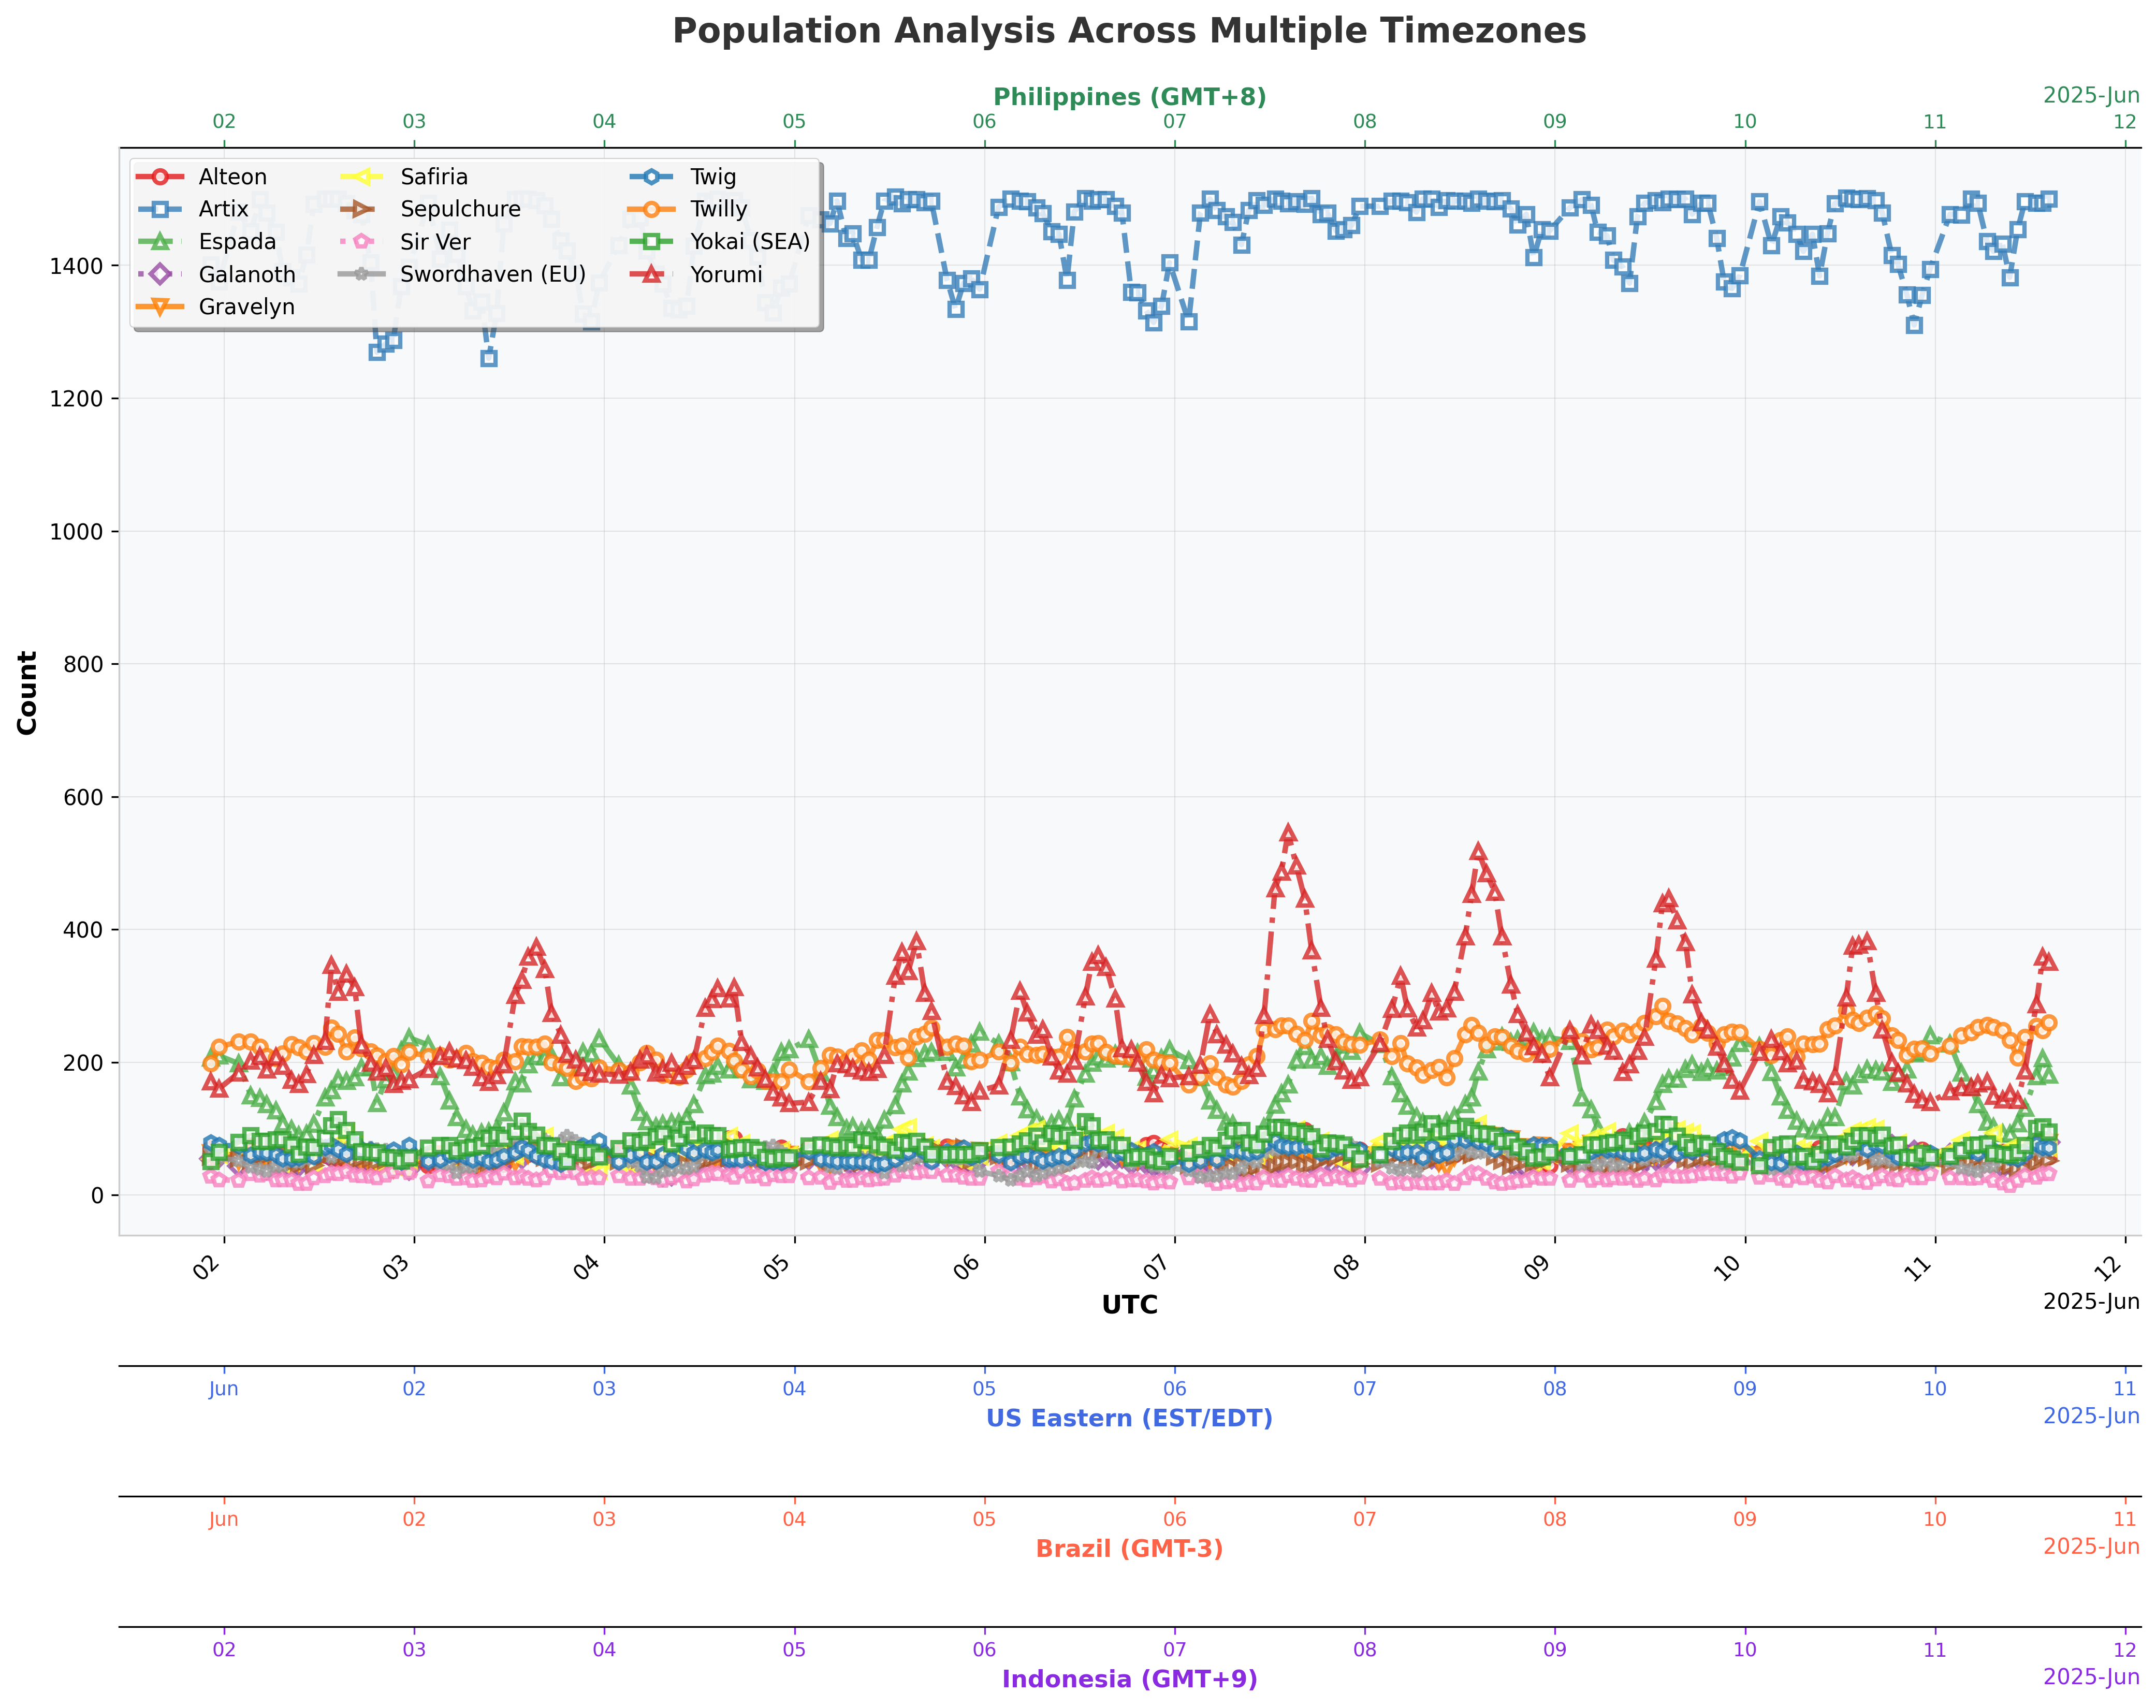 Population Analysis Across Multiple Timezones
Philippines (GMT+8)
2025-Jun
02 03 04 05 06 07 08 09 10 11 12
Alteon
Artix
Espada
Galanoth
Gravelyn
Safiria
Sepulchure
Sir Ver
Swordhaven (EU)
Twig
Twilly
Yokai (SEA)
Yorumi
1400
1200
1000
800
600
400
200
0
Count
02 03 04 05 06 07 08 09 10 11 12
UTC
2025-Jun
Jun 02 03 04 05 06 07 08 09 10 11
US Eastern (EST/EDT)
2025-Jun
Jun 02 03 04 05 06 07 08 09 10 11
Brazil (GMT-3)
2025-Jun
02 03 04 05 06 07 08 09 10 11 12
Indonesia (GMT+9)
2025-Jun